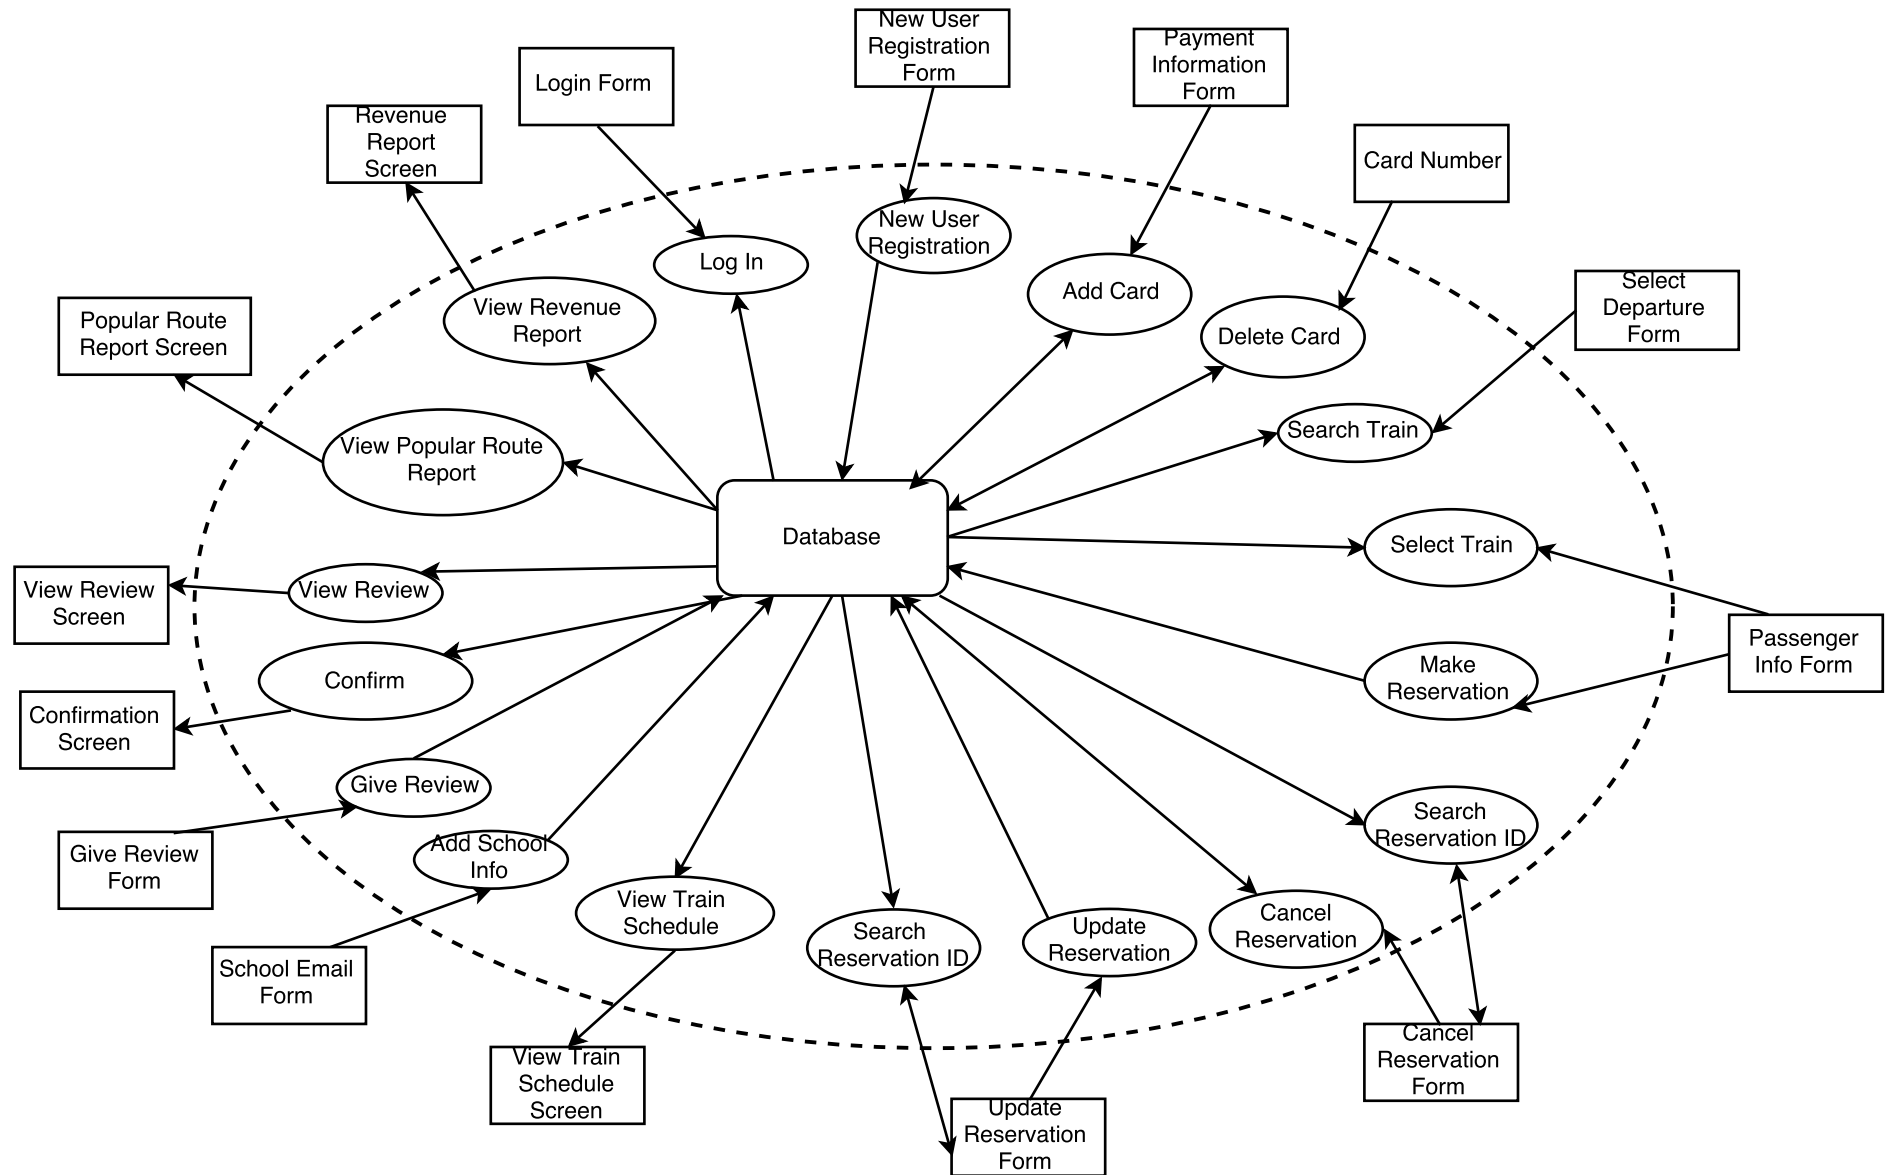 New User
Registration
Form
Payment
Information
Form
Login Form
Revenue
Report
Screen
Card Number
New User
Registration
Log In
Add Card
Select
Departure
Form
View Revenue
Report
Popular Route
Report Screen
Delete Card
Search Train
View Popular Route
Report
Database
Select Train
View Review
Screen
View Review
Passenger
Info Form
Make
Reservation
Confirm
Confirmation
Screen
Give Review
Search
Reservation ID
Give Review
Form
Add School
Info
View Train
Schedule
Search
Reservation ID
Update
Reservation
Cancel
Reservation
School Email
Form
View Train
Schedule
Screen
Cancel
Reservation
Form
Update
Reservation
Form